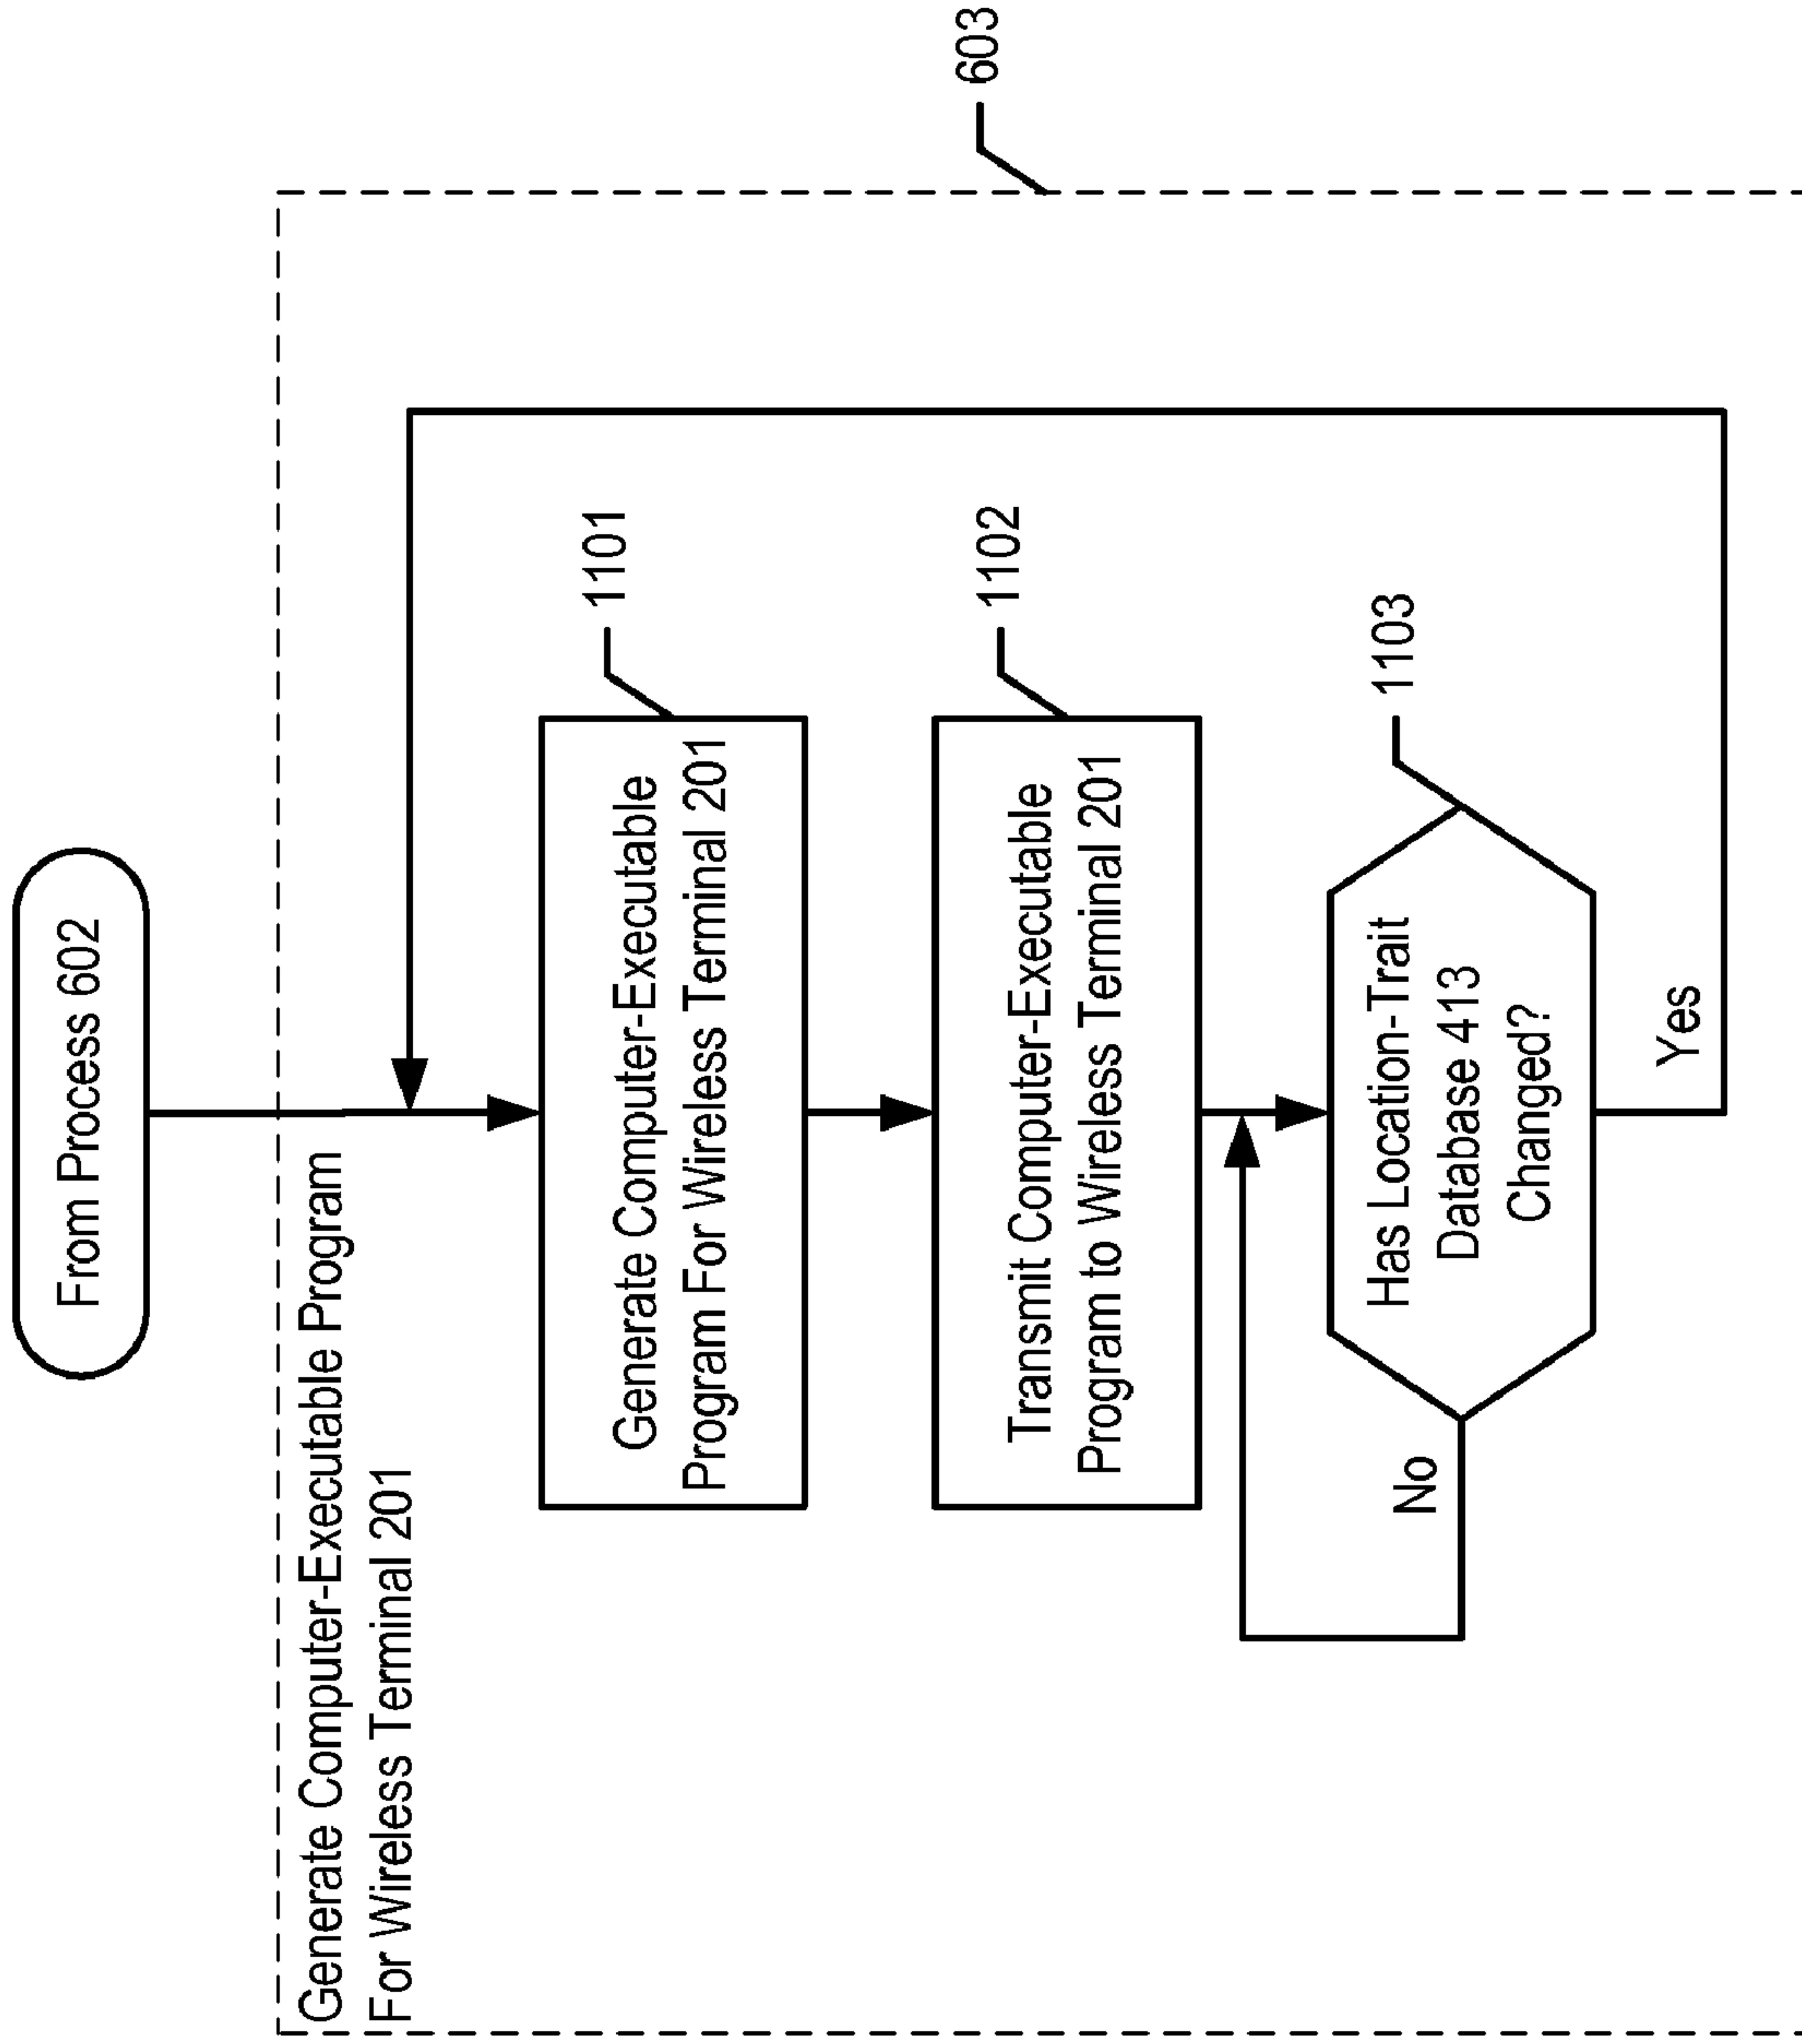 From Process 602
603
Generate Computer-Executable Program
For Wireless Terminal 201
1101
Generate Computer-Executable
Program For Wireless Terminal 201
1102
Transmit Computer-Executable
Program to Wireless Terminal 201
1103
Has Location-Trait
Database 413
Changed?
No
Yes